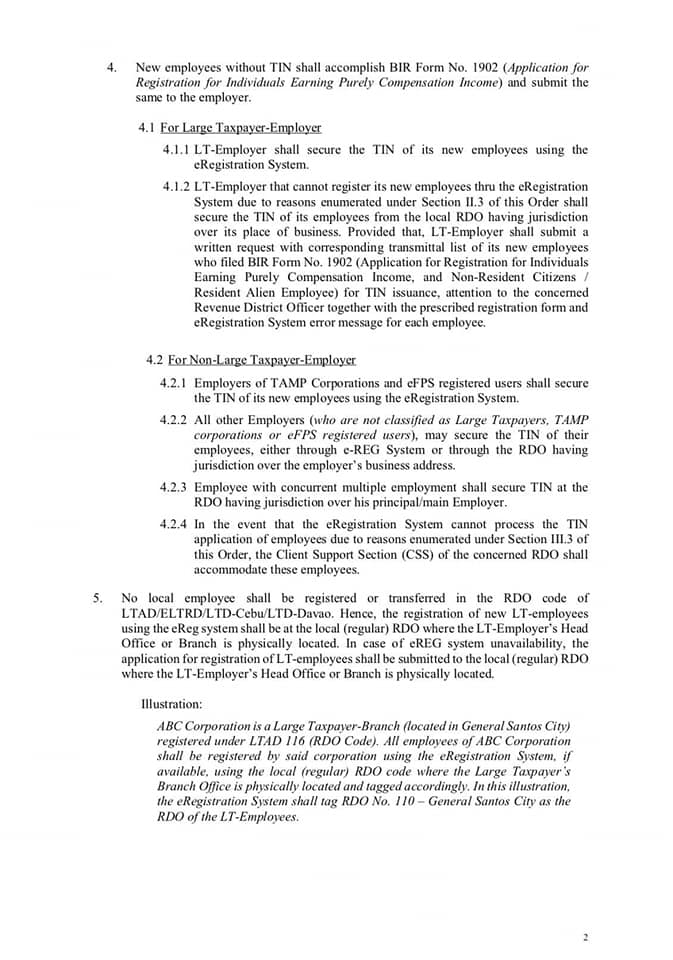 4. New employees without TIN shall accomplish BIR Form No. 1902 (Application for
Registration for Individuals Earning Purely Compensation Income) and submit the
same to the employer.
4.1 For Large Taxpayer-Employer
4.1.1 LT-Employer shall secure the TIN of its new employees using the
eRegistration System.
4.1.2 LT-Employer that cannot register its new employees thru the eRegistration
System due to reasons enumerated under Section II.3 of this Order shall
secure the TIN of its employees from the local RDO having jurisdiction
over its place of business. Provided that, LT-Employer shall submit a
written request with corresponding transmittal list of its new employees
who filed BIR Form No. 1902 (Application for Registration for Individuals
Earning Purely Compensation Income, and Non-Resident Citizens /
Resident Alien Employee) for TIN issuance, attention to the concerned
Revenue District Officer together with the prescribed registration form and
eRegistration System error message for each employee.
4.2 For Non-Large Taxpayer-Employer
4.2.1 Employers of TAMP Corporations and eFPS registered users shall secure
the TIN of its new employees using the eRegistration System.
4.2.2 All other Employers (who are not classified as Large Taxpayers, TAMP
corporations or eFPS registered users), may secure the TIN of their
employees, either through e-REG System or through the RDO having
jurisdiction over the employer's business address.
4.2.3 Employee with concurrent multiple employment shall secure TIN at the
RDO having jurisdiction over his principal/main Employer.
4.2.4 In the event that the eRegistration System cannot process the TIN
application of employees due to reasons enumerated under Section III.3 of
this Order, the Client Support Section (CSS) of the concerned RDO shall
accommodate these employees.
5. No local employee shall be registered or transferred in the RDO code of
LTAD/ELTRD/LTD-Cebu/LTD-Davao. Hence, the registration of new LT-employees
using the eReg system shall be at the local (regular) RDO where the LT-Employer's Head
Office or Branch is physically located. In case of eREG system unavailability, the
application for registration of LT-employees shall be submitted to the local (regular) RDO
where the LT-Employer's Head Office or Branch is physically located.
Illustration:
ABC Corporation is a Large Taxpayer-Branch (located in General Santos City)
registered under LTAD 116 (RDO Code). All employees of ABC Corporation
shall be registered by said corporation using the eRegistration System, if
available, using the local (regular) RDO code where the Large Taxpayer's
Branch Office is physically located and tagged accordingly. In this illustration,
the eRegistration System shall tag RDO No. 110 – General Santos City as the
RDO of the LT-Employees.
2